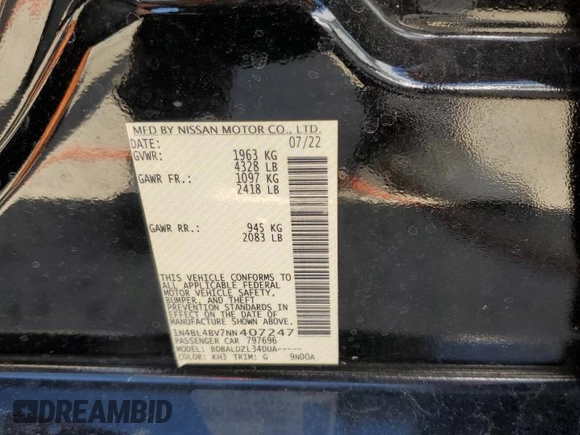 MFD BY NISSAN MOTOR CO., LTD.
DATE: 07/22
GVWR: 1963 KG
4328 LB
GAWR FR.: 1097 KG
2418 LB
GAWR RR.: 945 KG
2083 LB
THIS VEHICLE CONFORMS TO
ALL APPLICABLE FEDERAL
MOTOR VEHICLE SAFETY,
BUMPER, AND THEFT
PREVENTION STANDARDS
IN EFFECT ON THE DATE OF
MANUFACTURE SHOWN ABOVE.
1N4BL4BV7NN407247
PASSENGER CAR 797696
MODEL: BDBALDZL34DUA-----
COLOR: KH3 TRIM: G 9N00A
DREAMBID